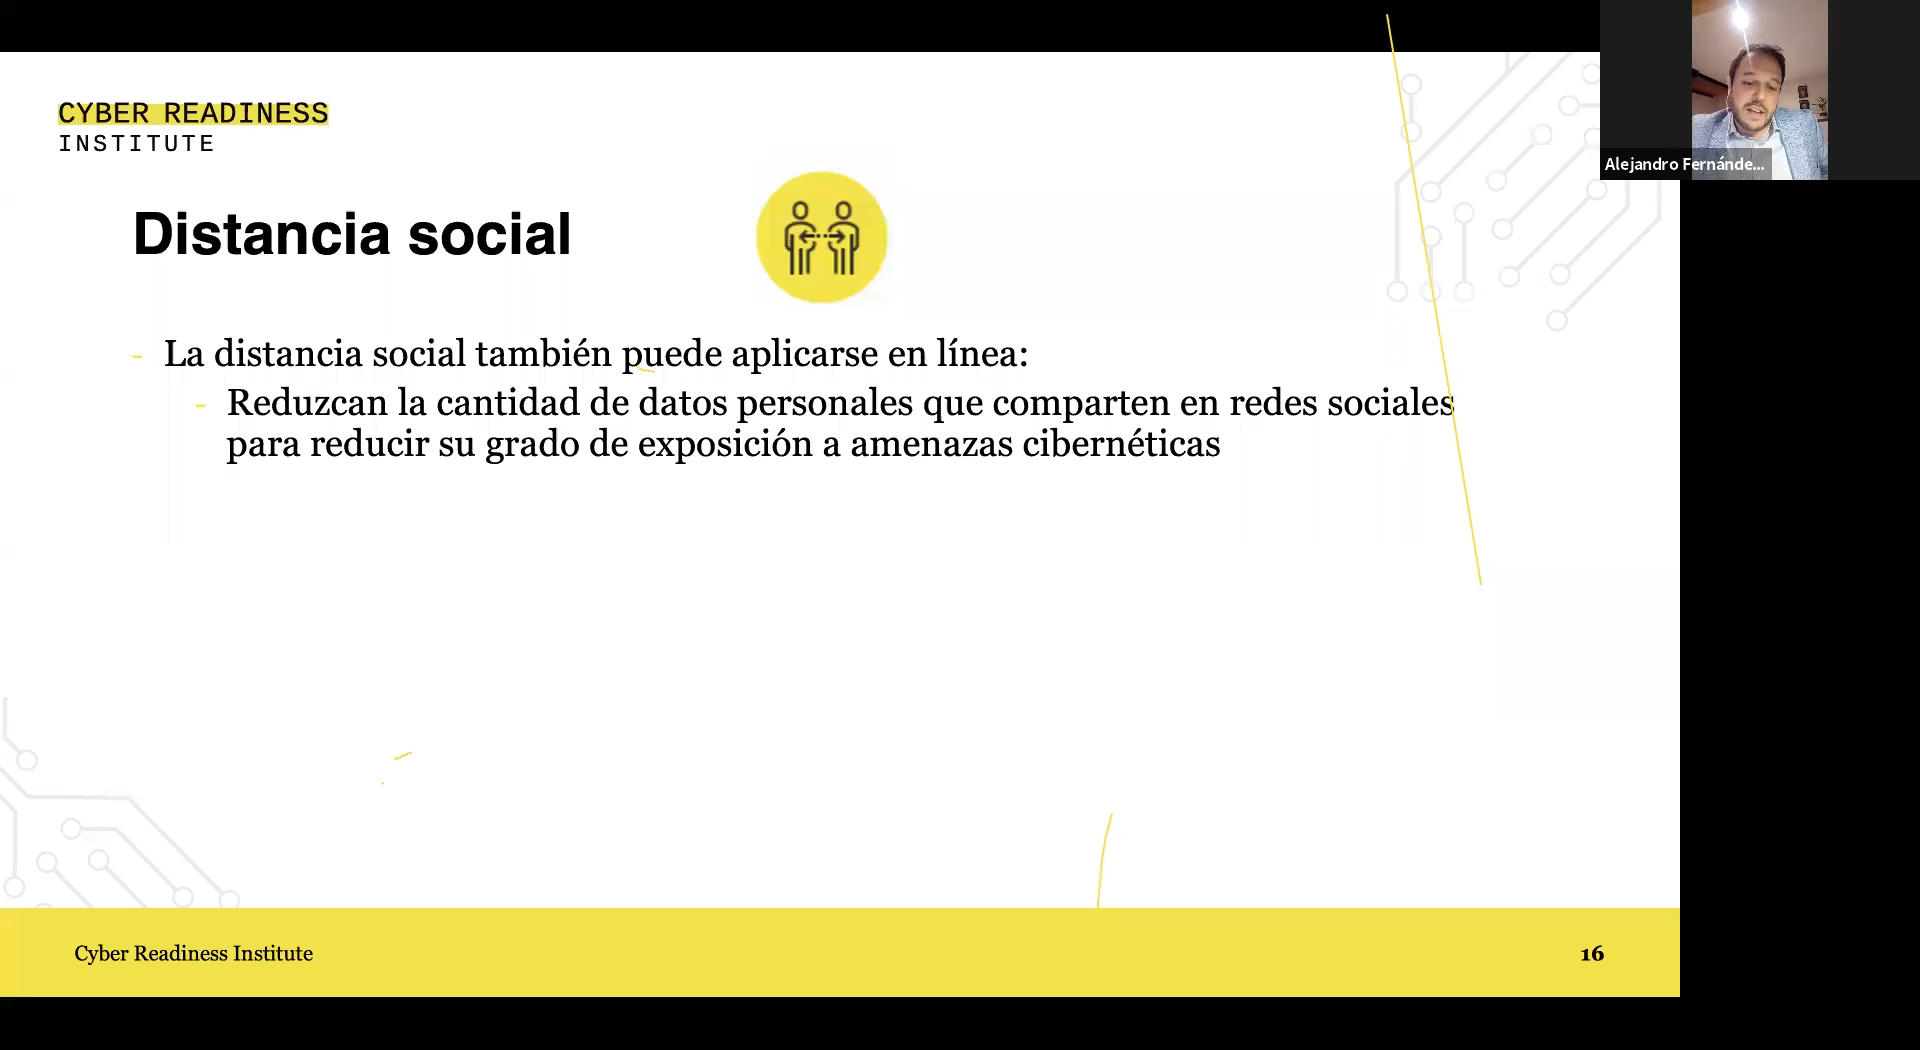 CYBER READINESS
INSTITUTE
Alejandro Fernánde...
Distancia social
- La distancia social también puede aplicarse en línea:
- Reduzcan la cantidad de datos personales que comparten en redes sociales
para reducir su grado de exposición a amenazas cibernéticas
Cyber Readiness Institute
16